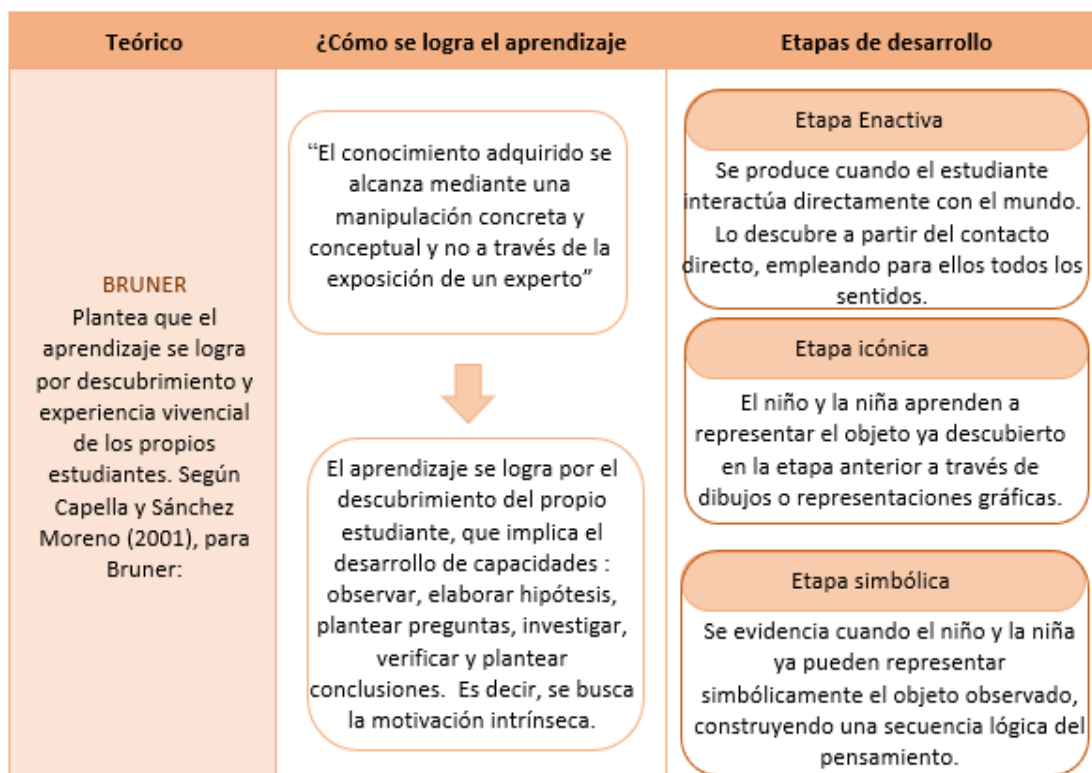 Teórico
¿Cómo se logra el aprendizaje
Etapas de desarrollo
BRUNER
Plantea que el
aprendizaje se logra
por descubrimiento y
experiencia vivencial
de los propios
estudiantes. Según
Capella y Sánchez
Moreno (2001), para
Bruner:
“El conocimiento adquirido se
alcanza mediante una
manipulación concreta y
conceptual y no a través de la
exposición de un experto”
El aprendizaje se logra por el
descubrimiento del propio
estudiante, que implica el
desarrollo de capacidades :
observar, elaborar hipótesis,
plantear preguntas, investigar,
verificar y plantear
conclusiones. Es decir, se busca
la motivación intrínseca.
Etapa Enactiva
Se produce cuando el estudiante
interactúa directamente con el mundo.
Lo descubre a partir del contacto
directo, empleando para ellos todos los
sentidos.
Etapa icónica
El niño y la niña aprenden a
representar el objeto ya descubierto
en la etapa anterior a través de
dibujos o representaciones gráficas.
Etapa simbólica
Se evidencia cuando el niño y la niña
ya pueden representar
simbólicamente el objeto observado,
construyendo una secuencia lógica del
pensamiento.